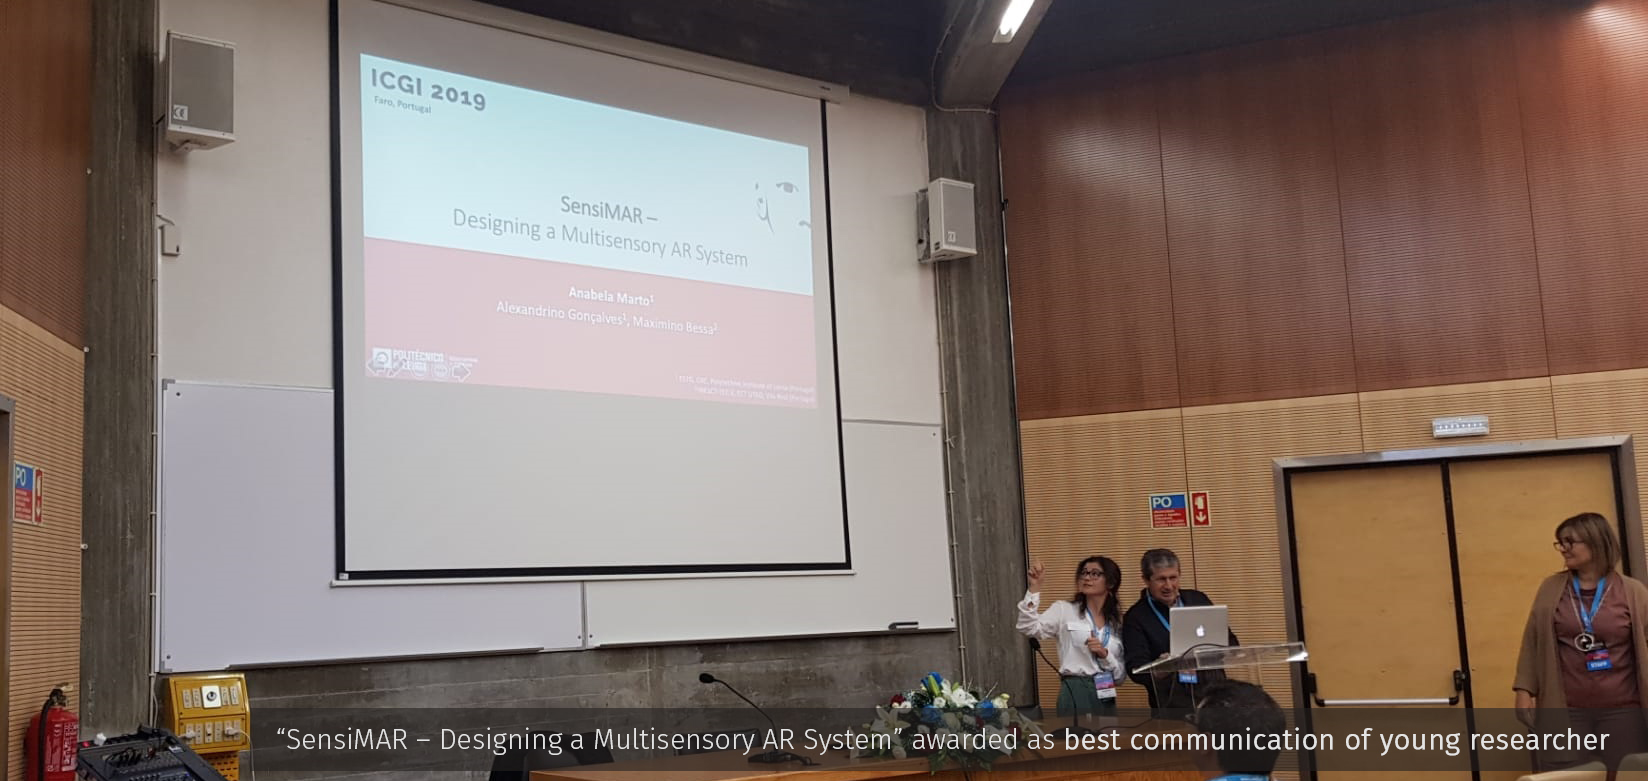 ICGI 2019
Faro, Portugal
SensiMAR –
Designing a Multisensory AR System
Anabela Marto¹
Alexandrino Gonçalves¹, Maximino Bessa²
POLITÉCNICO
PO
PO
“SensiMAR – Designing a Multisensory AR System” awarded as best communication of young researcher